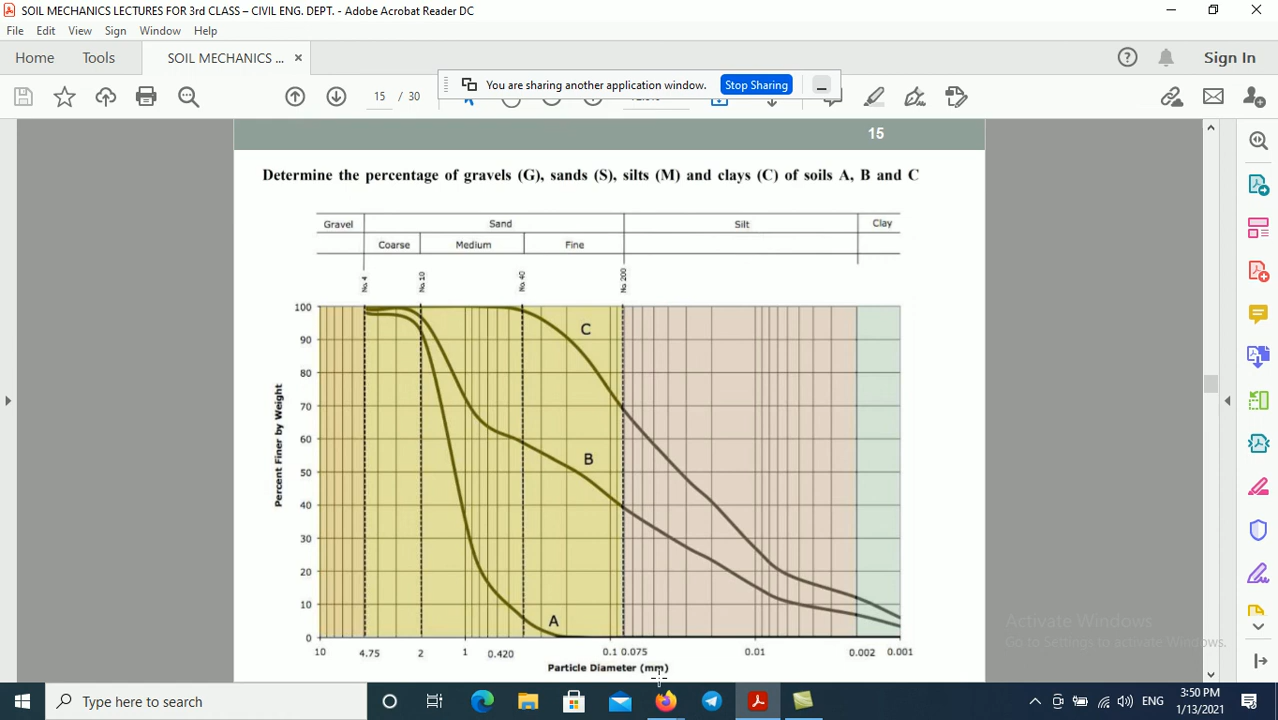 SOIL MECHANICS LECTURES FOR 3rd CLASS – CIVIL ENG. DEPT. - Adobe Acrobat Reader DC
File Edit View Sign Window Help
Home Tools SOIL MECHANICS ... × Sign In
You are sharing another application window. Stop Sharing
15 / 30
15
Determine the percentage of gravels (G), sands (S), silts (M) and clays (C) of soils A, B and C
Gravel Sand Silt Clay
Coarse Medium Fine
No. 4 No. 10 No. 40 No. 200
100
90
80
70
60
50
40
30
20
10
0
Percent Finer by Weight
C
B
A
10 4.75 2 1 0.420 0.1 0.075 0.01 0.002 0.001
Particle Diameter (mm)
Activate Windows
Go to Settings to activate Windows.
Type here to search
ENG
3:50 PM
1/13/2021